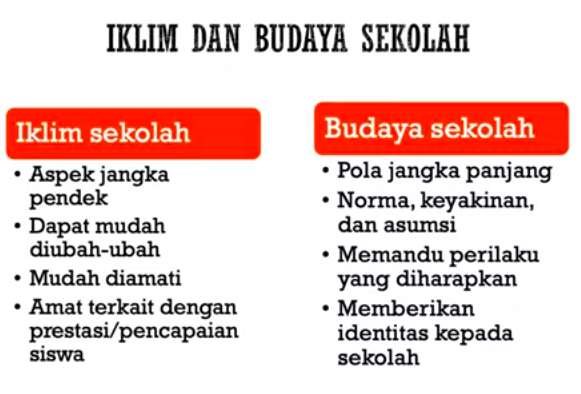 IKLIM DAN BUDAYA SEKOLAH
Iklim sekolah
• Aspek jangka
pendek
• Dapat mudah
diubah-ubah
• Mudah diamati
• Amat terkait dengan
prestasi/pencapaian
siswa
Budaya sekolah
• Pola jangka panjang
• Norma, keyakinan,
dan asumsi
• Memandu perilaku
yang diharapkan
• Memberikan
identitas kepada
sekolah